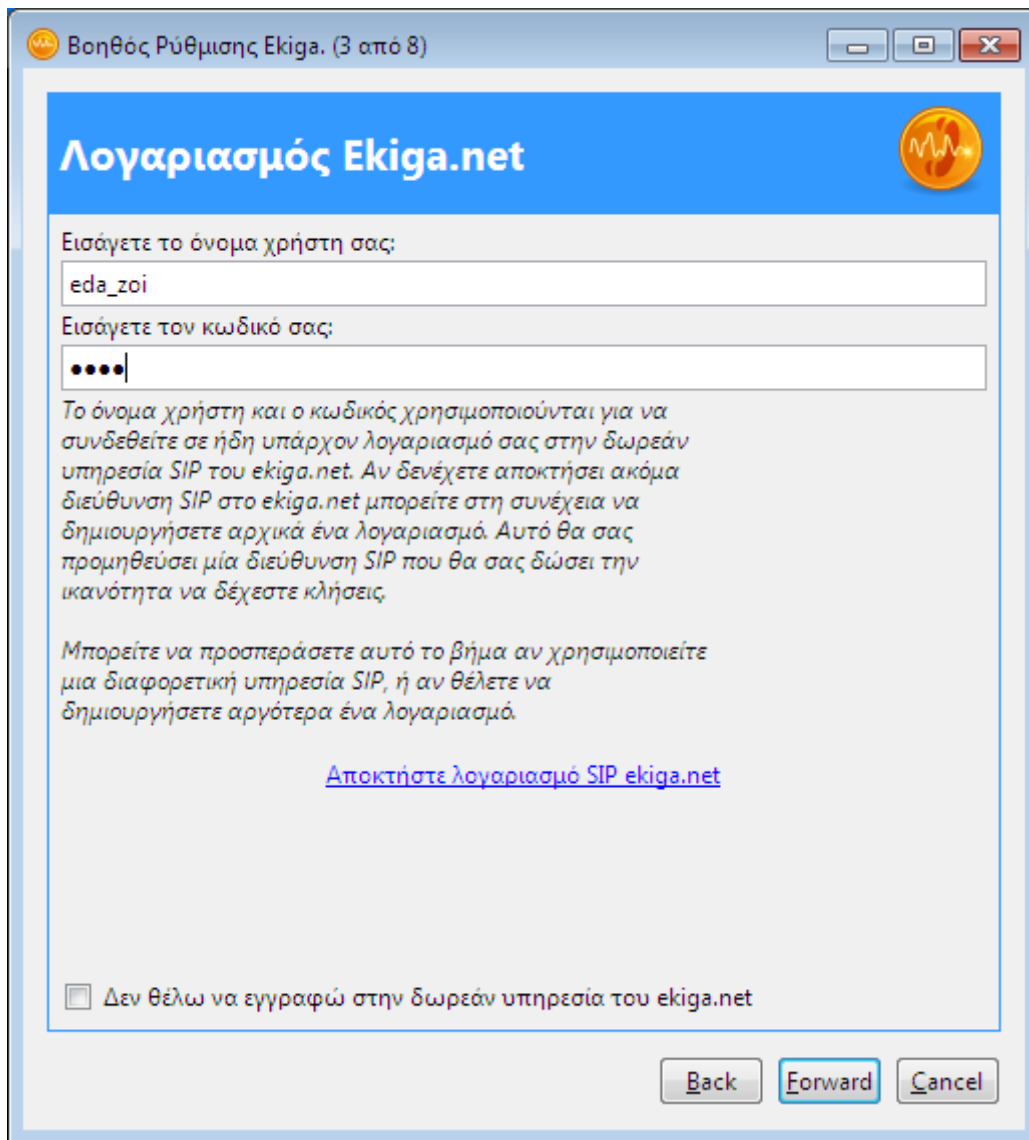 Βοηθός Ρύθμισης Ekiga. (3 από 8)
Λογαριασμός Ekiga.net
Εισάγετε το όνομα χρήστη σας:
eda_zoi
Εισάγετε τον κωδικό σας:
••••
Το όνομα χρήστη και ο κωδικός χρησιμοποιούνται για να
συνδεθείτε σε ήδη υπάρχον λογαριασμό σας στην δωρεάν
υπηρεσία SIP του ekiga.net. Αν δενέχετε αποκτήσει ακόμα
διεύθυνση SIP στο ekiga.net μπορείτε στη συνέχεια να
δημιουργήσετε αρχικά ένα λογαριασμό. Αυτό θα σας
προμηθεύσει μία διεύθυνση SIP που θα σας δώσει την
ικανότητα να δέχεστε κλήσεις.
Μπορείτε να προσπεράσετε αυτό το βήμα αν χρησιμοποιείτε
μια διαφορετική υπηρεσία SIP, ή αν θέλετε να
δημιουργήσετε αργότερα ένα λογαριασμό.
Αποκτήστε λογαριασμό SIP ekiga.net
Δεν θέλω να εγγραφώ στην δωρεάν υπηρεσία του ekiga.net
Back Forward Cancel